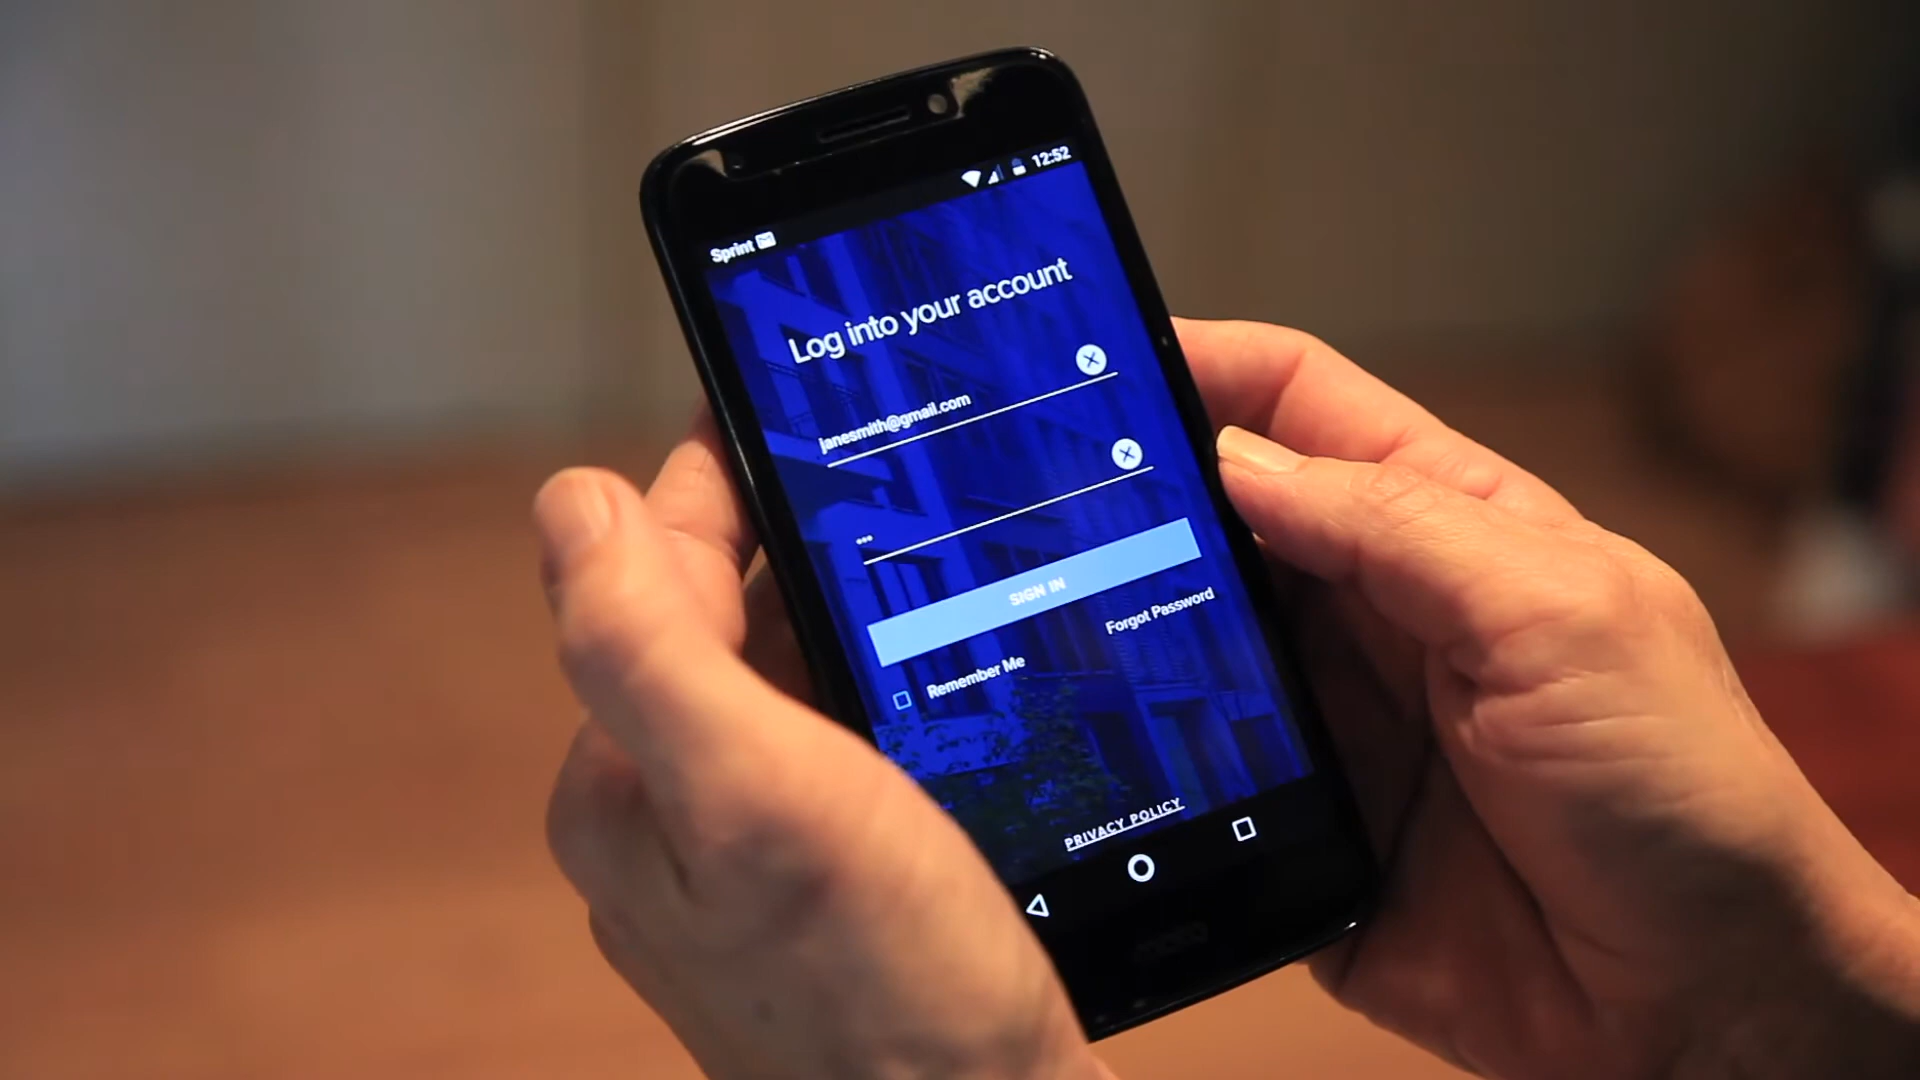 Sprint
12:52
Log into your account
janesmith@gmail.com
•••
SIGN IN
Forgot Password
Remember Me
PRIVACY POLICY